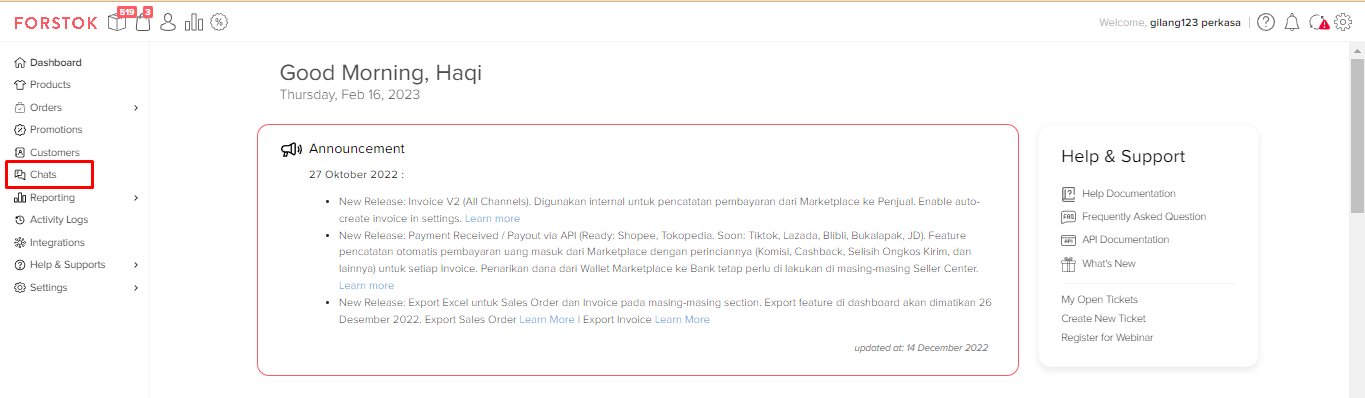 FORSTOK
519
3
Welcome, gilang123 perkasa
Dashboard
Products
Orders
Promotions
Customers
Chats
Reporting
Activity Logs
Integrations
Help & Supports
Settings
Good Morning, Haqi
Thursday, Feb 16, 2023
Announcement
27 Oktober 2022 :
• New Release: Invoice V2 (All Channels). Digunakan internal untuk pencatatan pembayaran dari Marketplace ke Penjual. Enable auto-
create invoice in settings. Learn more
• New Release: Payment Received / Payout via API (Ready: Shopee, Tokopedia. Soon: Tiktok, Lazada, Blibli, Bukalapak, JD). Feature
pencatatan otomatis pembayaran uang masuk dari Marketplace dengan perinciannya (Komisi, Cashback, Selisih Ongkos Kirim, dan
lainnya) untuk setiap Invoice. Penarikan dana dari Wallet Marketplace ke Bank tetap perlu di lakukan di masing-masing Seller Center.
Learn more
• New Release: Export Excel untuk Sales Order dan Invoice pada masing-masing section. Export feature di dashboard akan dimatikan 26
Desember 2022. Export Sales Order Learn More | Export Invoice Learn More
updated at: 14 December 2022
Help & Support
Help Documentation
FAQ Frequently Asked Question
API API Documentation
What's New
My Open Tickets
Create New Ticket
Register for Webinar